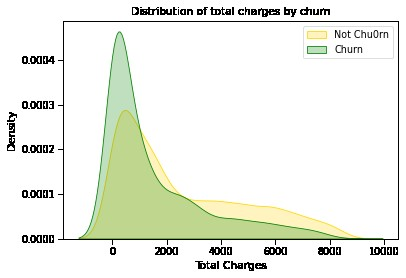 Distribution of total charges by churn
Not Chu0rn
Churn
0.0004
0.0003
0.0002
0.0001
0.0000
Density
0
2000
4000
6000
8000
10000
Total Charges